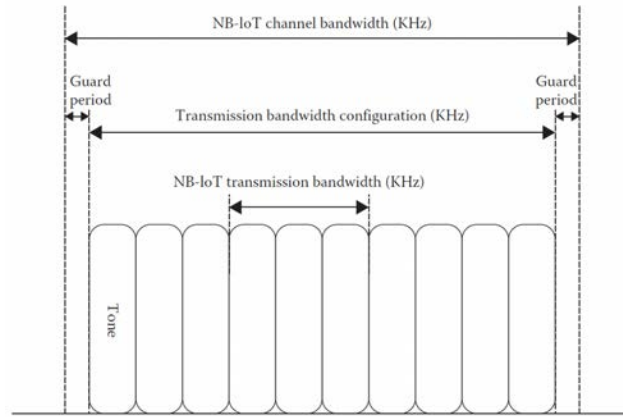 NB-IoT channel bandwidth (KHz)
Guard
period
Guard
period
Transmission bandwidth configuration (KHz)
NB-IoT transmission bandwidth (KHz)
Tone